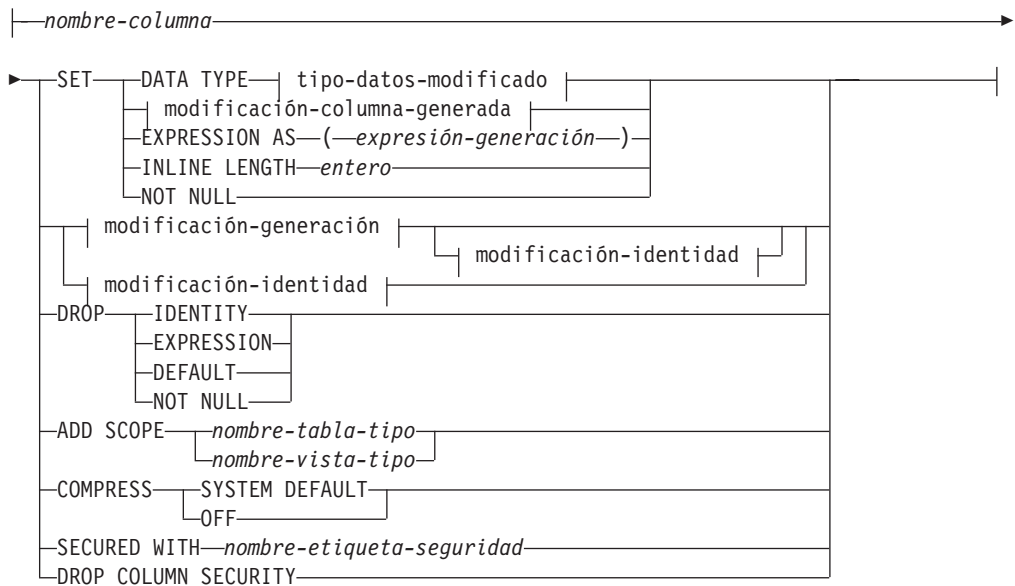 nombre-columna
SET DATA TYPE tipo-datos-modificado
modificación-columna-generada
EXPRESSION AS ( expresión-generación )
INLINE LENGTH entero
NOT NULL
modificación-generación
modificación-identidad
modificación-identidad
DROP IDENTITY
EXPRESSION
DEFAULT
NOT NULL
ADD SCOPE nombre-tabla-tipo
nombre-vista-tipo
COMPRESS SYSTEM DEFAULT
OFF
SECURED WITH nombre-etiqueta-seguridad
DROP COLUMN SECURITY